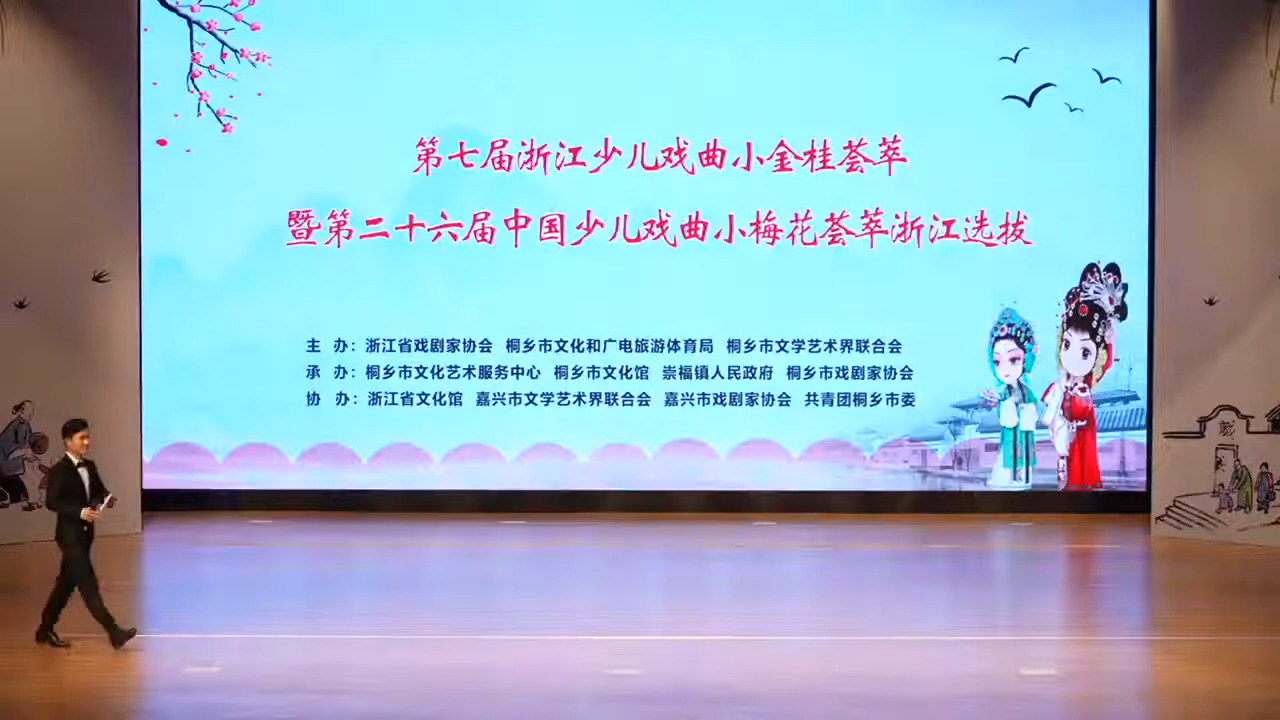 第七届浙江少儿戏曲小金桂荟萃
暨第二十六届中国少儿戏曲小梅花荟萃浙江选拔
主 办：浙江省戏剧家协会 桐乡市文化和广电旅游体育局 桐乡市文学艺术界联合会
承 办：桐乡市文化艺术服务中心 桐乡市文化馆 崇福镇人民政府 桐乡市戏剧家协会
协 办：浙江省文化馆 嘉兴市文学艺术界联合会 嘉兴市戏剧家协会 共青团桐乡市委